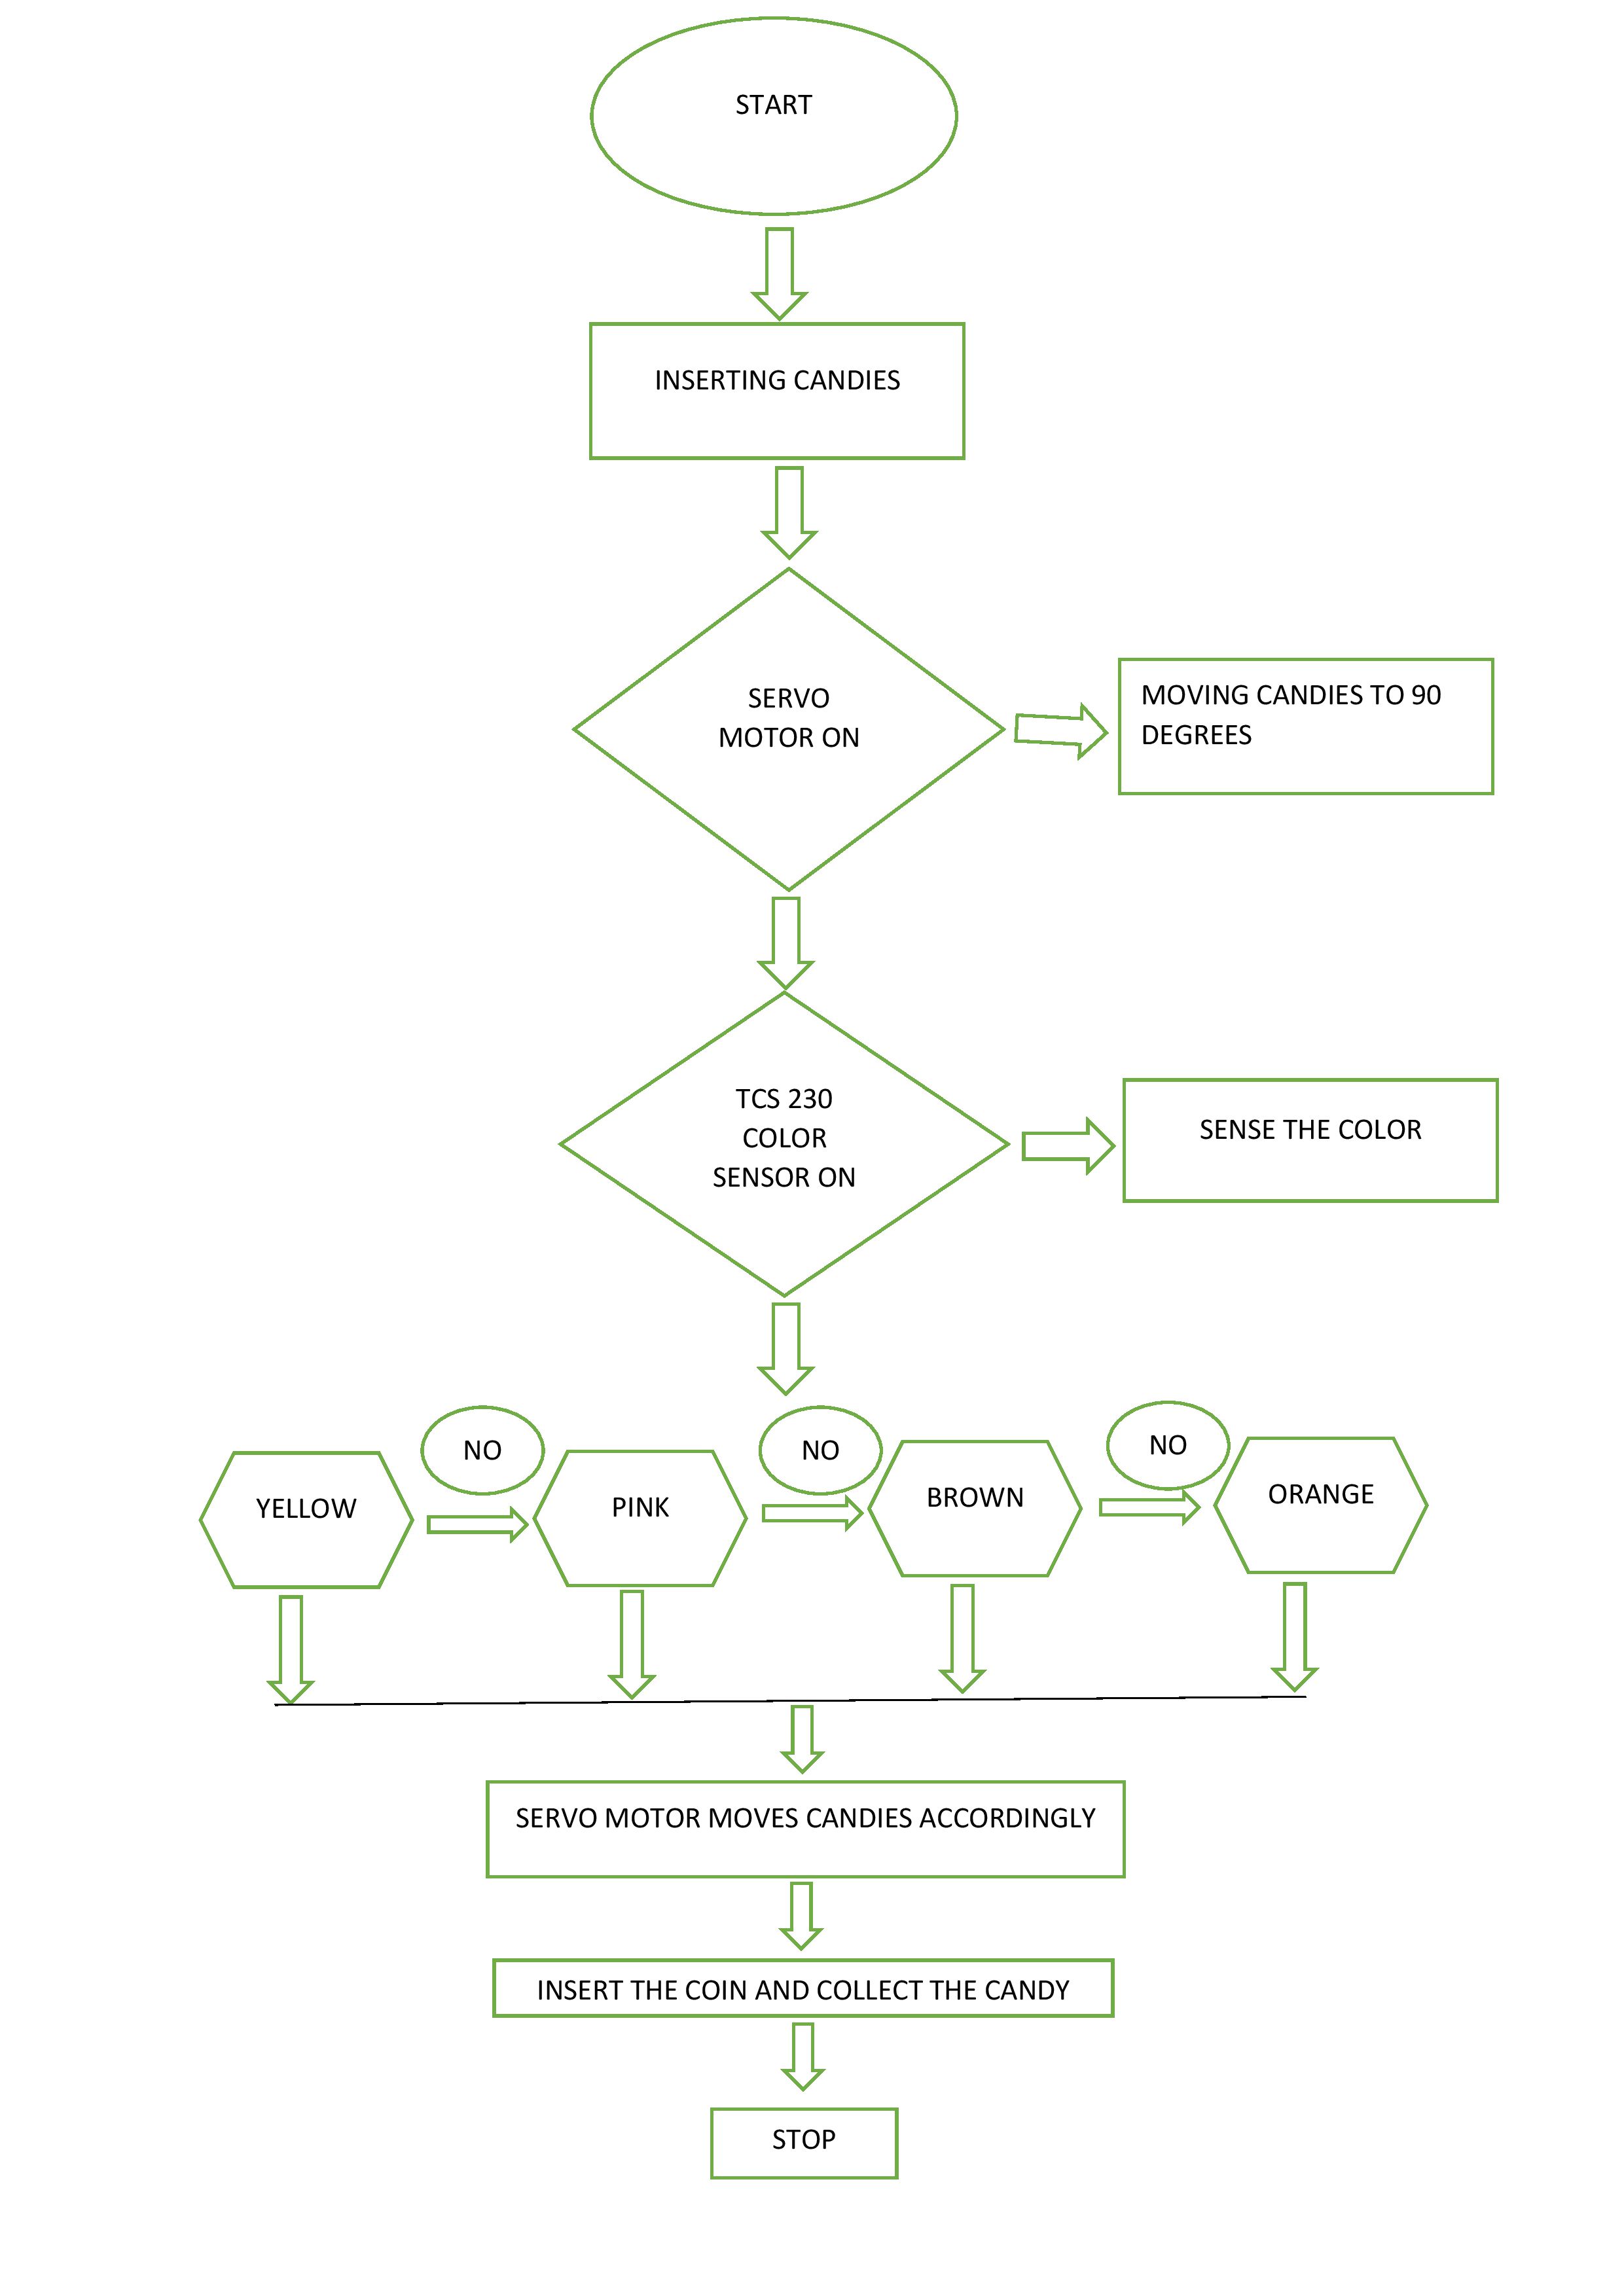 START
INSERTING CANDIES
SERVO
MOTOR ON
MOVING CANDIES TO 90
DEGREES
TCS 230
COLOR
SENSOR ON
SENSE THE COLOR
YELLOW
NO
PINK
NO
BROWN
NO
ORANGE
SERVO MOTOR MOVES CANDIES ACCORDINGLY
INSERT THE COIN AND COLLECT THE CANDY
STOP